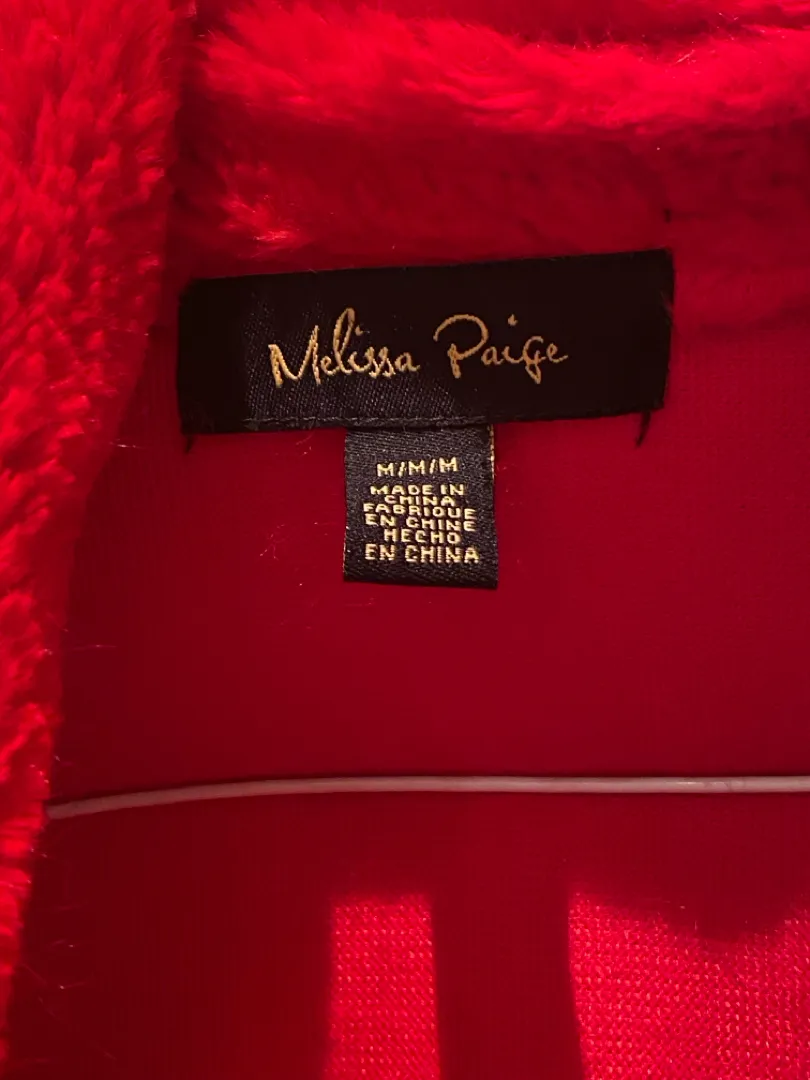 Melissa Paige
M/M/M
MADE IN
CHINA
FABRIQUE
EN CHINE
HECHO
EN CHINA